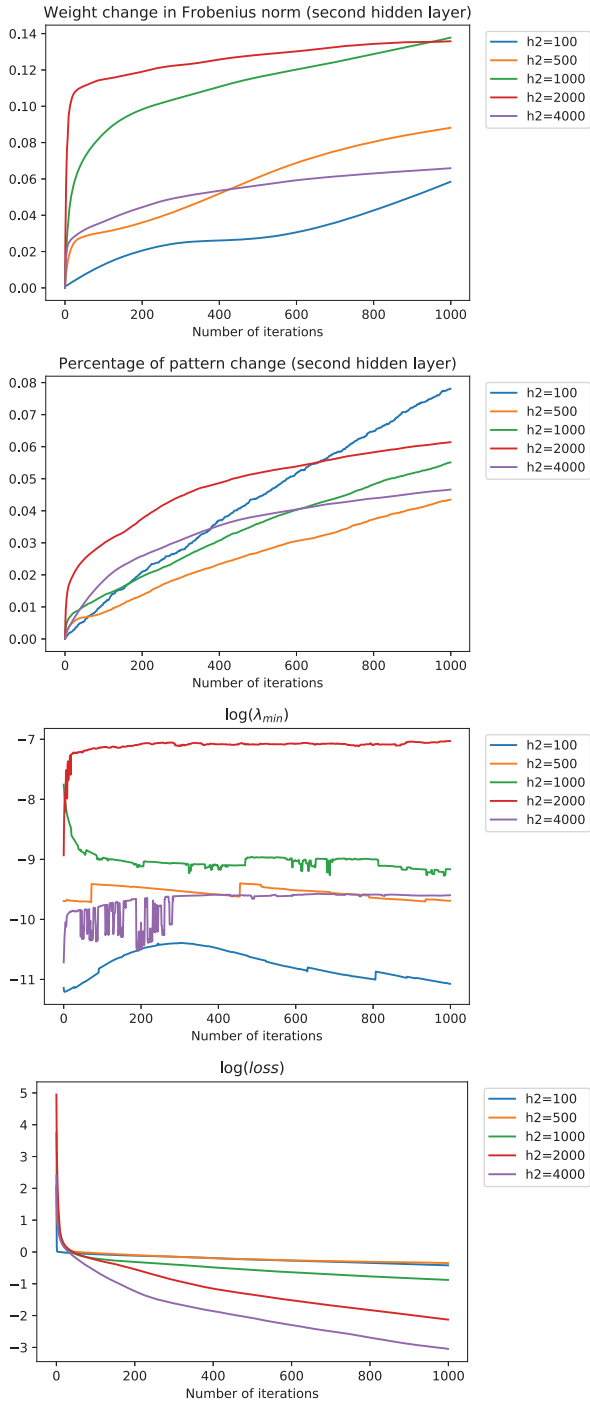 Weight change in Frobenius norm (second hidden layer)
0.14
0.12
0.10
0.08
0.06
0.04
0.02
0.00
0 200 400 600 800 1000
Number of iterations
h2=100
h2=500
h2=1000
h2=2000
h2=4000
Percentage of pattern change (second hidden layer)
0.08
0.07
0.06
0.05
0.04
0.03
0.02
0.01
0.00
0 200 400 600 800 1000
Number of iterations
h2=100
h2=500
h2=1000
h2=2000
h2=4000
log(λmin)
−7
−8
−9
−10
−11
0 200 400 600 800 1000
Number of iterations
h2=100
h2=500
h2=1000
h2=2000
h2=4000
log(loss)
5
4
3
2
1
0
−1
−2
−3
0 200 400 600 800 1000
Number of iterations
h2=100
h2=500
h2=1000
h2=2000
h2=4000